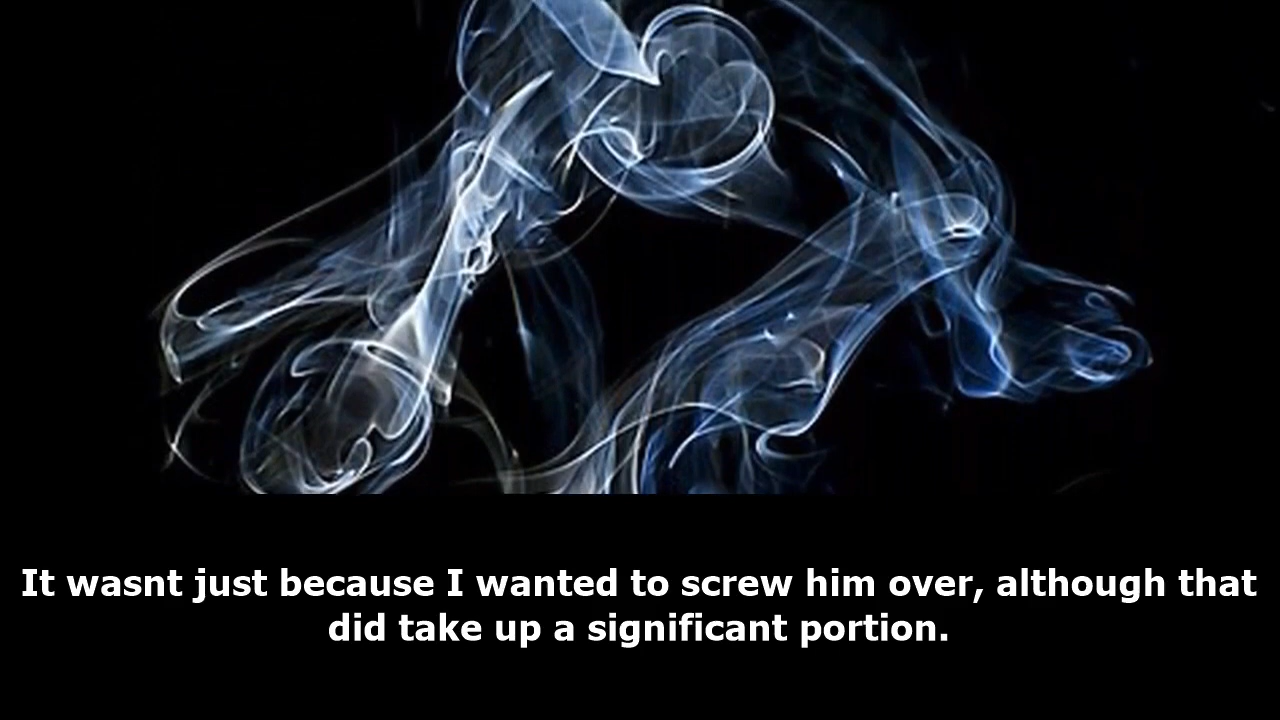 It wasnt just because I wanted to screw him over, although that
did take up a significant portion.